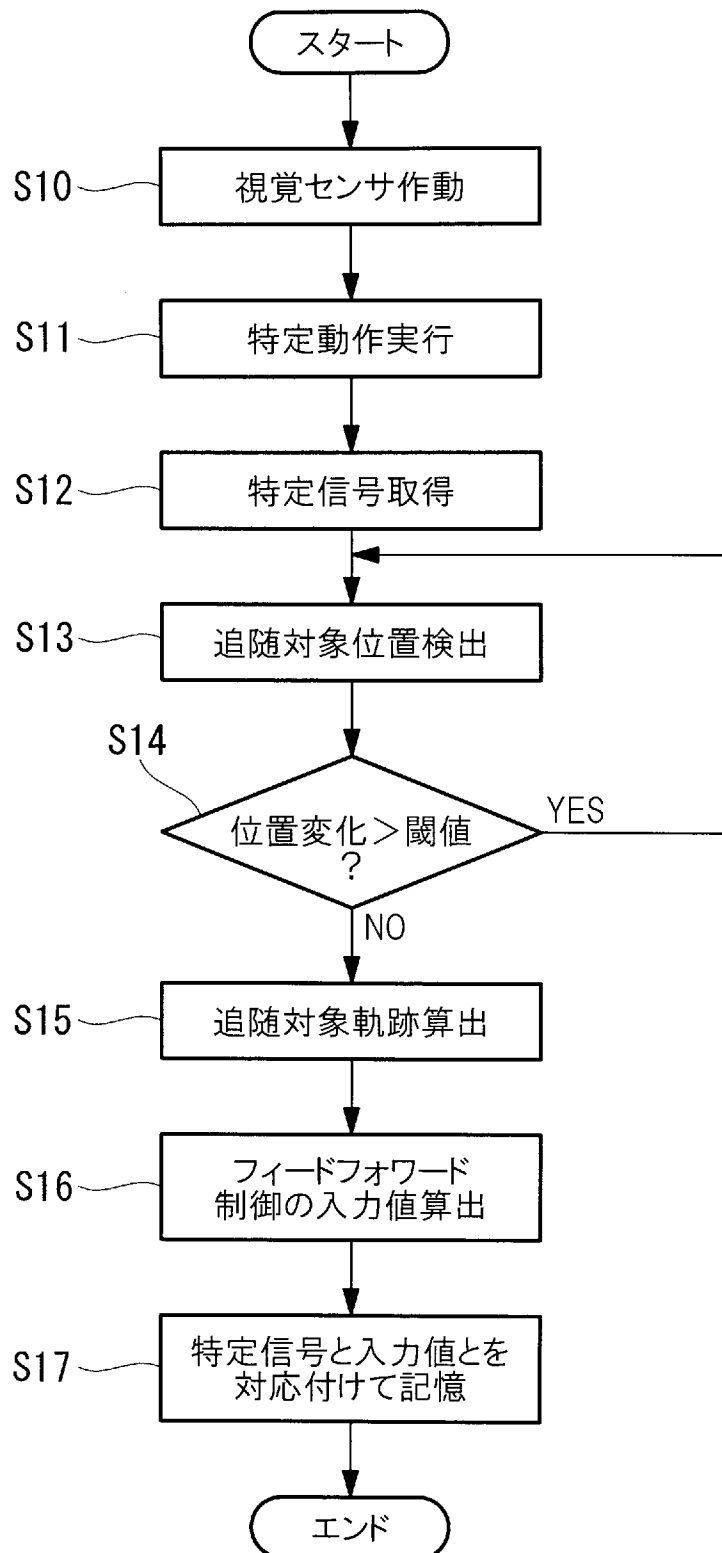 スタート
S10
視覚センサ作動
S11
特定動作実行
S12
特定信号取得
S13
追随対象位置検出
S14
位置変化＞閾値
？
YES
NO
S15
追随対象軌跡算出
S16
フィードフォワード
制御の入力値算出
S17
特定信号と入力値とを
対応付けて記憶
エンド